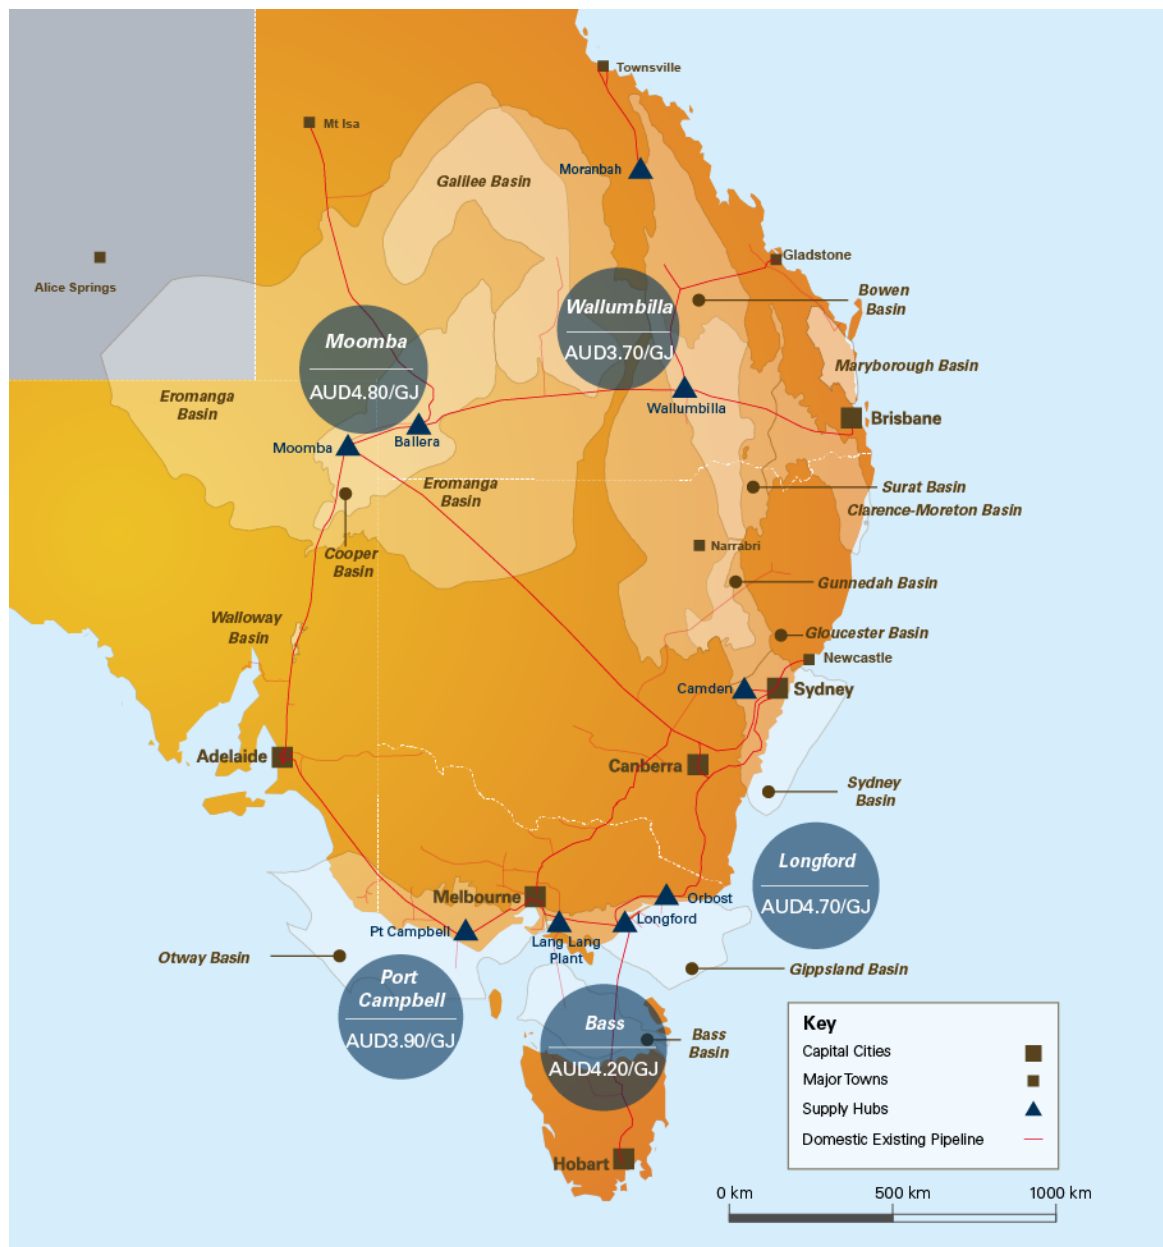 Townsville
Mt Isa
Moranbah
Galilee Basin
Alice Springs
Gladstone
Bowen
Basin
Wallumbilla
AUD3.70/GJ
Moomba
AUD4.80/GJ
Maryborough Basin
Eromanga
Basin
Wallumbilla
Brisbane
Ballera
Moomba
Eromanga
Basin
Surat Basin
Clarence-Moreton Basin
Narrabri
Cooper
Basin
Gunnedah Basin
Walloway
Basin
Gloucester Basin
Newcastle
Camden
Sydney
Adelaide
Canberra
Sydney
Basin
Longford
AUD4.70/GJ
Melbourne
Orbost
Longford
Pt Campbell
Lang Lang
Plant
Otway Basin
Gippsland Basin
Port
Campbell
AUD3.90/GJ
Bass
AUD4.20/GJ
Bass
Basin
Hobart
Key
Capital Cities
Major Towns
Supply Hubs
Domestic Existing Pipeline
0 km
500 km
1000 km